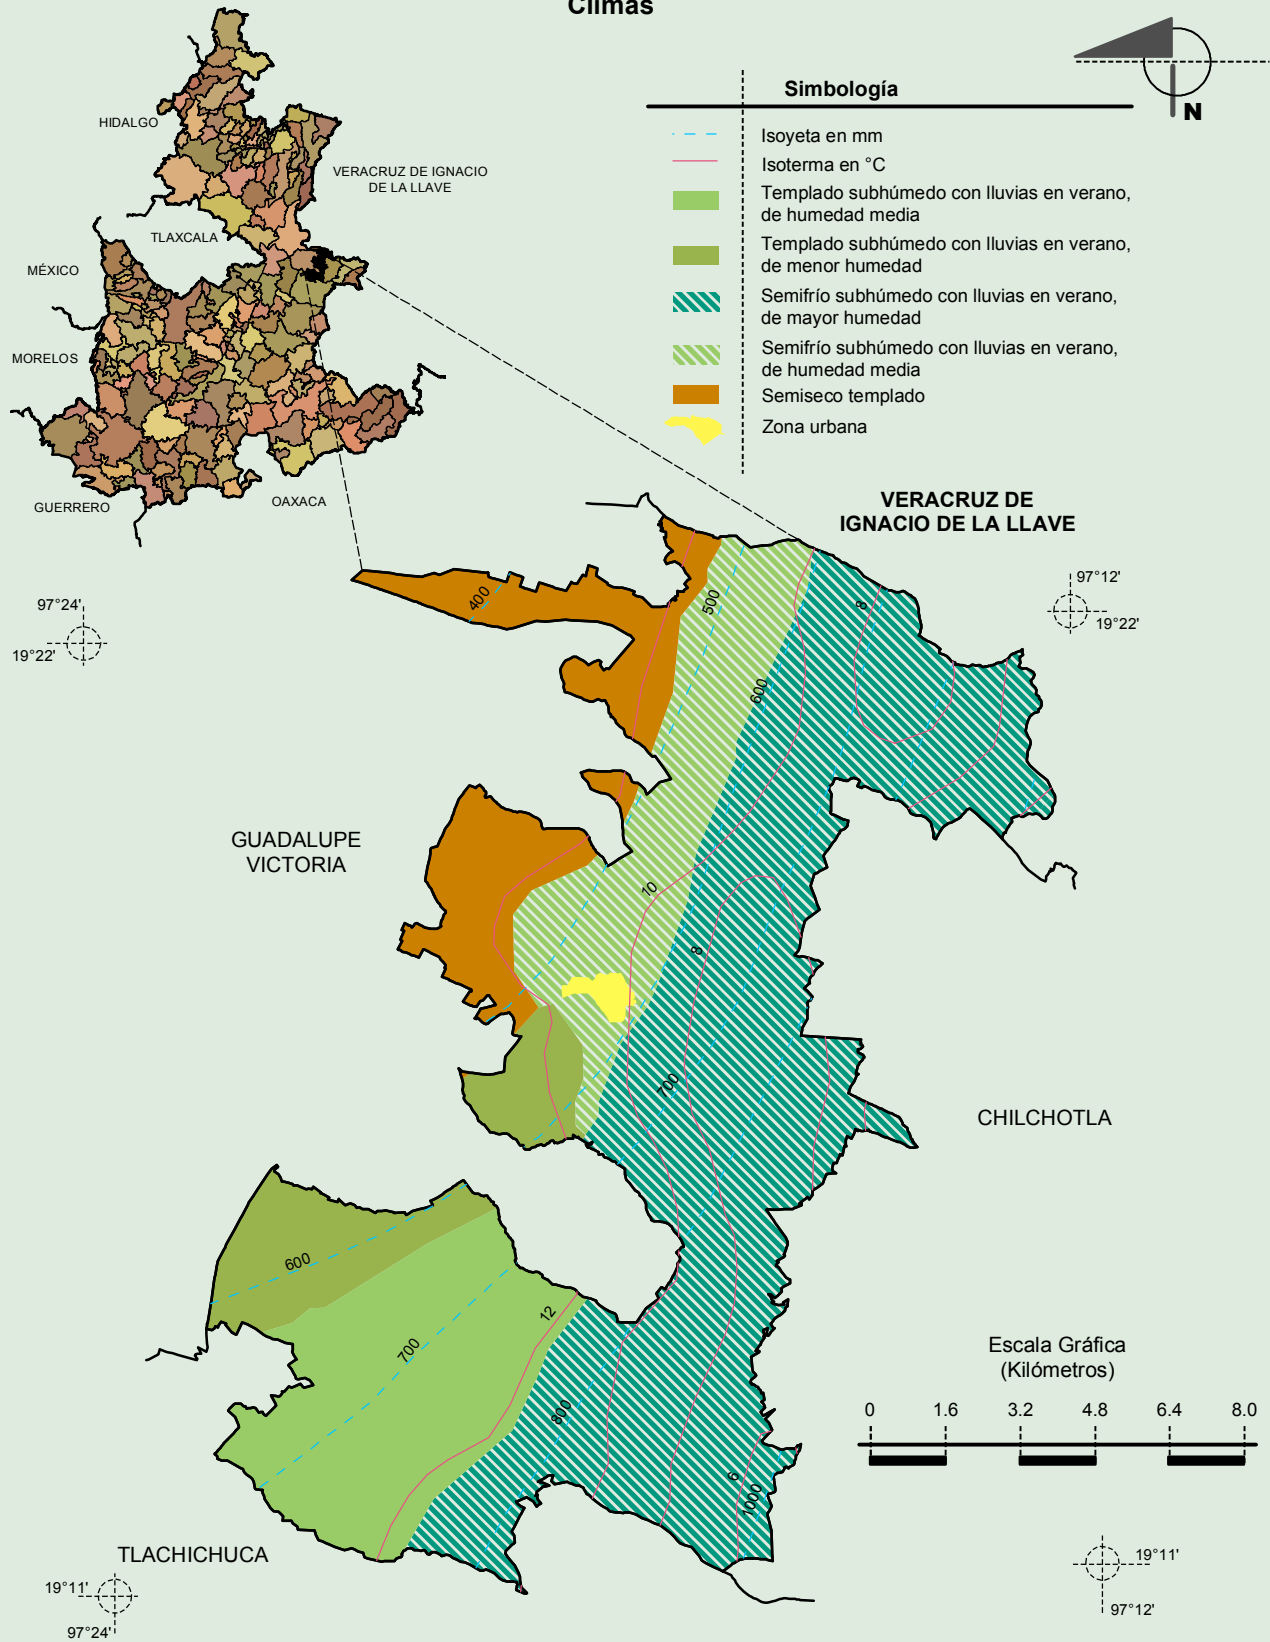 Climas
N
Simbología
Isoyeta en mm
Isoterma en °C
Templado subhúmedo con lluvias en verano,
de humedad media
Templado subhúmedo con lluvias en verano,
de menor humedad
Semifrío subhúmedo con lluvias en verano,
de mayor humedad
Semifrío subhúmedo con lluvias en verano,
de humedad media
Semiseco templado
Zona urbana
HIDALGO
VERACRUZ DE IGNACIO
DE LA LLAVE
TLAXCALA
MÉXICO
MORELOS
GUERRERO
OAXACA
VERACRUZ DE
IGNACIO DE LA LLAVE
97°24'
19°22'
97°12'
19°22'
400
500
8
600
GUADALUPE
VICTORIA
10
8
700
CHILCHOTLA
600
12
700
800
6
1000
Escala Gráfica
(Kilómetros)
0 1.6 3.2 4.8 6.4 8.0
TLACHICHUCA
19°11'
97°24'
19°11'
97°12'